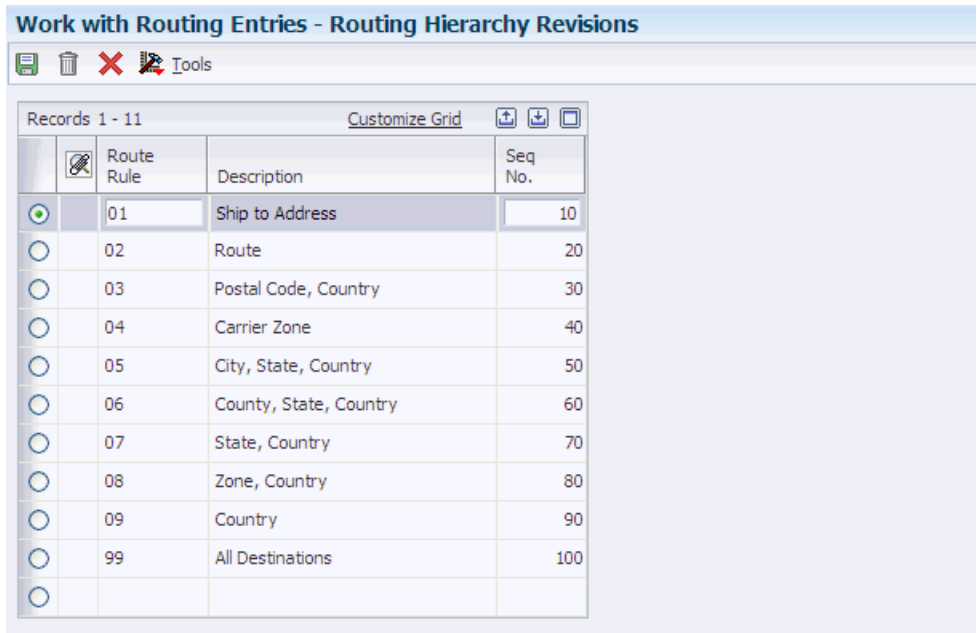 Work with Routing Entries - Routing Hierarchy Revisions
Tools
Records 1 - 11 Customize Grid
Route Rule Description Seq No.
01 Ship to Address 10
02 Route 20
03 Postal Code, Country 30
04 Carrier Zone 40
05 City, State, Country 50
06 County, State, Country 60
07 State, Country 70
08 Zone, Country 80
09 Country 90
99 All Destinations 100